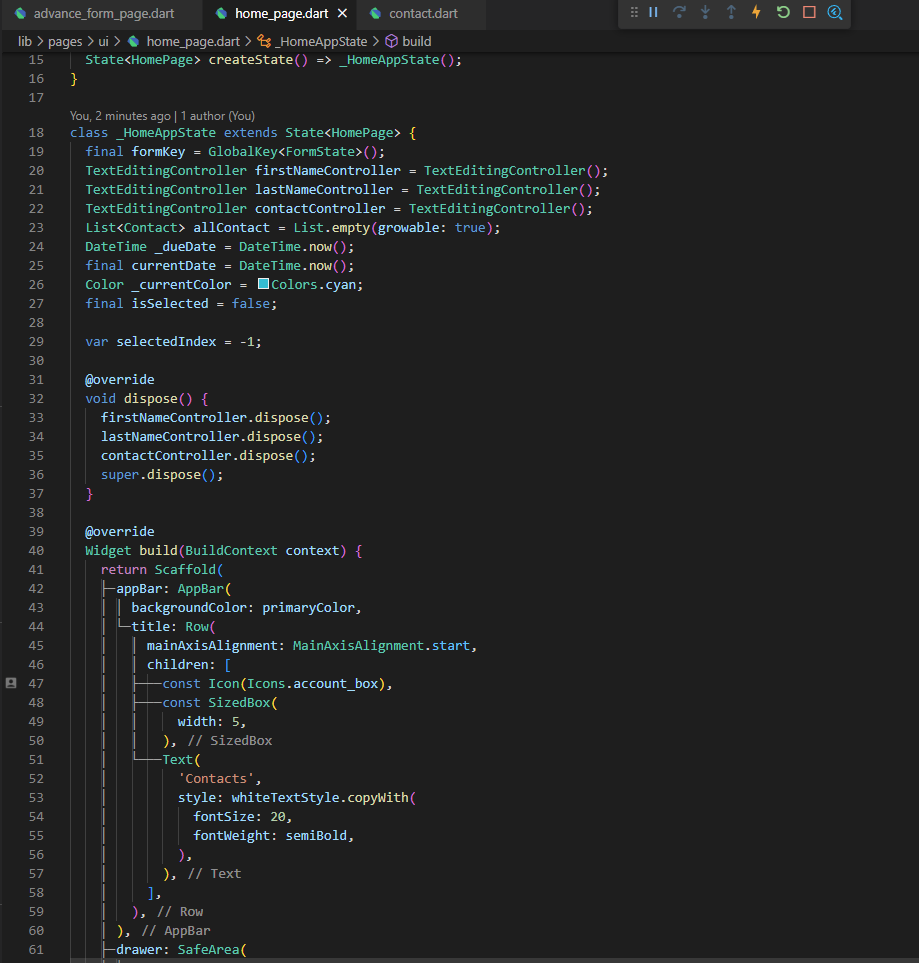 advance_form_page.dart home_page.dart contact.dart
lib > pages > ui > home_page.dart > _HomeAppState > build
15 State<HomePage> createState() => _HomeAppState();
16 }
17
You, 2 minutes ago | 1 author (You)
18 class _HomeAppState extends State<HomePage> {
19 final formKey = GlobalKey<FormState>();
20 TextEditingController firstNameController = TextEditingController();
21 TextEditingController lastNameController = TextEditingController();
22 TextEditingController contactController = TextEditingController();
23 List<Contact> allContact = List.empty(growable: true);
24 DateTime _dueDate = DateTime.now();
25 final currentDate = DateTime.now();
26 Color _currentColor = Colors.cyan;
27 final isSelected = false;
28
29 var selectedIndex = -1;
30
31 @override
32 void dispose() {
33 firstNameController.dispose();
34 lastNameController.dispose();
35 contactController.dispose();
36 super.dispose();
37 }
38
39 @override
40 Widget build(BuildContext context) {
41 return Scaffold(
42 appBar: AppBar(
43 backgroundColor: primaryColor,
44 title: Row(
45 mainAxisAlignment: MainAxisAlignment.start,
46 children: [
47 const Icon(Icons.account_box),
48 const SizedBox(
49 width: 5,
50 ), // SizedBox
51 Text(
52 'Contacts',
53 style: whiteTextStyle.copyWith(
54 fontSize: 20,
55 fontWeight: semiBold,
56 ),
57 ), // Text
58 ],
59 ), // Row
60 ), // AppBar
61 drawer: SafeArea(